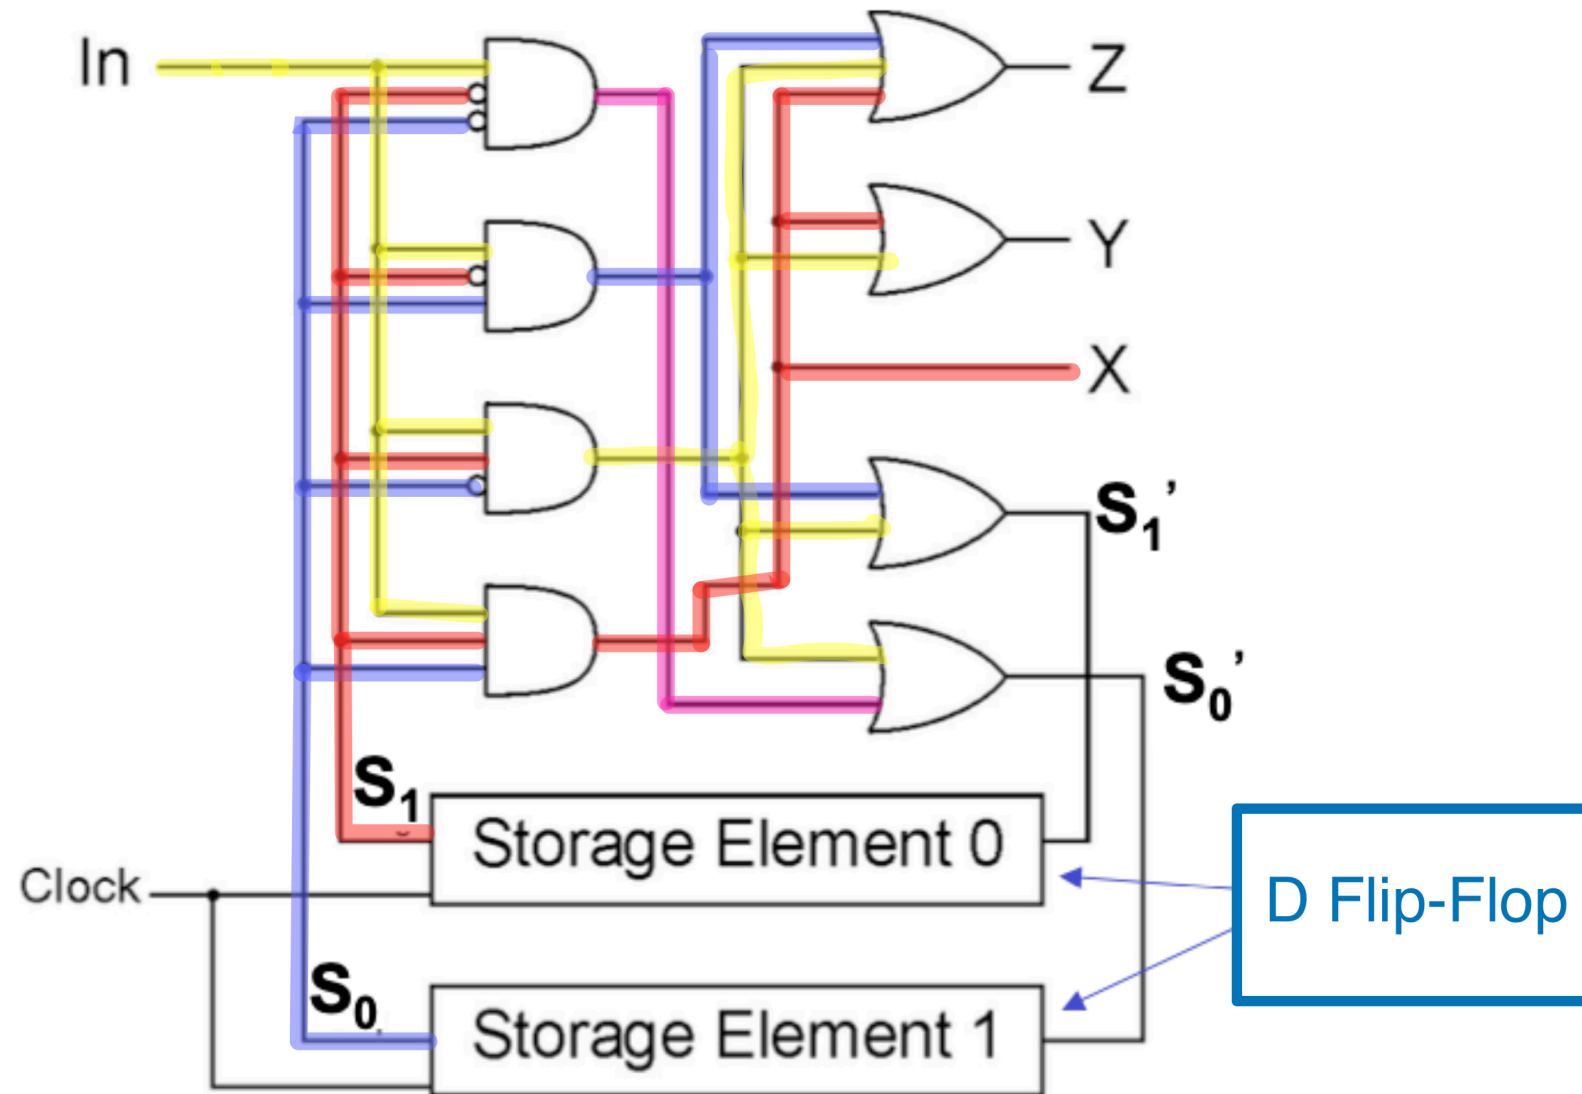 In
Z
Y
X
S₁’
S₀’
S₁
Storage Element 0
Clock
D Flip-Flop
S₀
Storage Element 1